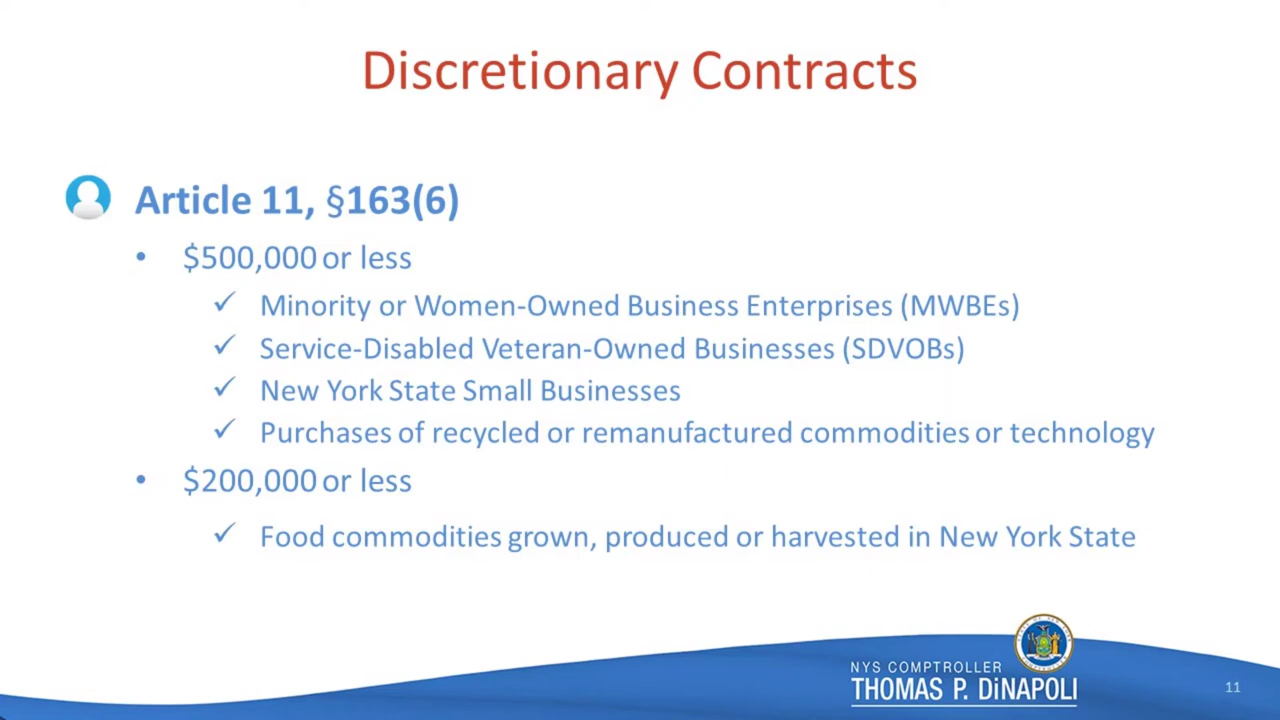 Discretionary Contracts
Article 11, §163(6)
• $500,000 or less
✓ Minority or Women-Owned Business Enterprises (MWBEs)
✓ Service-Disabled Veteran-Owned Businesses (SDVOBs)
✓ New York State Small Businesses
✓ Purchases of recycled or remanufactured commodities or technology
• $200,000 or less
✓ Food commodities grown, produced or harvested in New York State
NYS COMPTROLLER
THOMAS P. DiNAPOLI
11